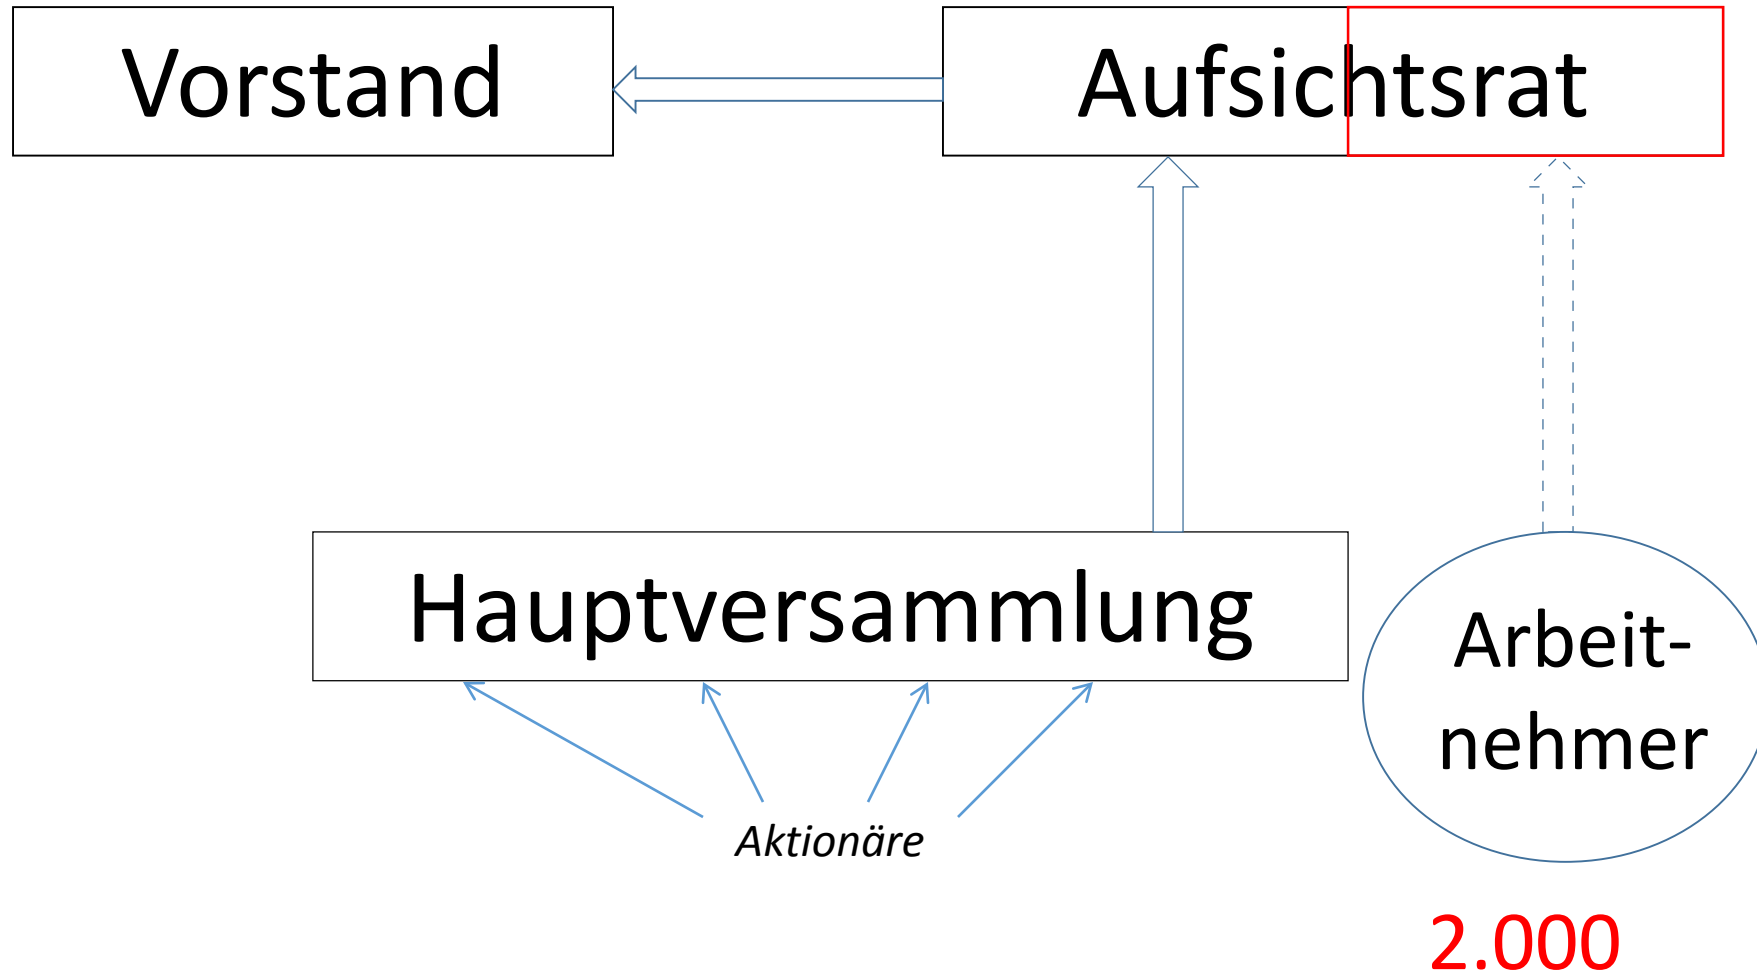 Vorstand
Aufsichtsrat
Hauptversammlung
Arbeit-
nehmer
Aktionäre
2.000